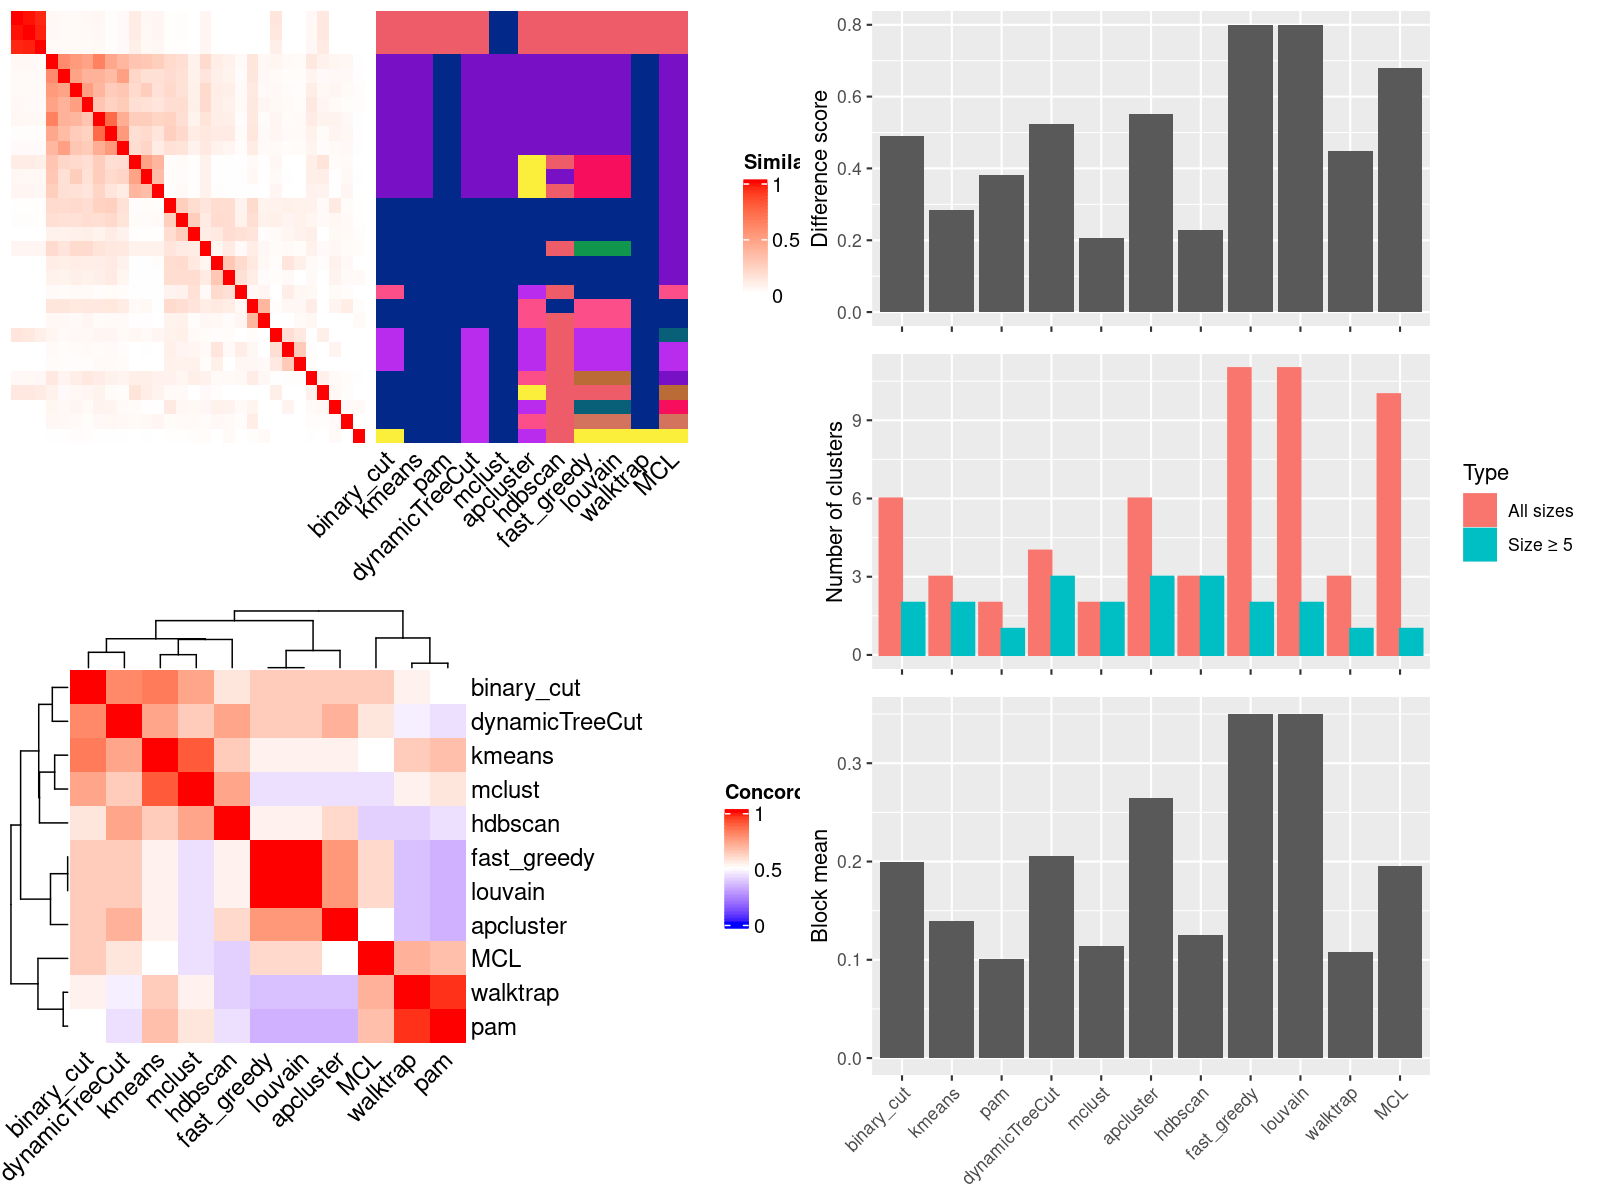 Simila
1
0.5
0
binary_cut
kmeans
pam
dynamicTreeCut
mclust
apcluster
hdbscan
fast_greedy
louvain
walktrap
MCL
binary_cut
dynamicTreeCut
kmeans
mclust
hdbscan
fast_greedy
louvain
apcluster
MCL
walktrap
pam
Concord
1
0.5
0
binary_cut
dynamicTreeCut
kmeans
mclust
hdbscan
fast_greedy
louvain
apcluster
MCL
walktrap
pam
Difference score
0.8
0.6
0.4
0.2
0.0
Number of clusters
9
6
3
0
Type
All sizes
Size ≥ 5
Block mean
0.3
0.2
0.1
0.0
binary_cut
kmeans
pam
dynamicTreeCut
mclust
apcluster
hdbscan
fast_greedy
louvain
walktrap
MCL